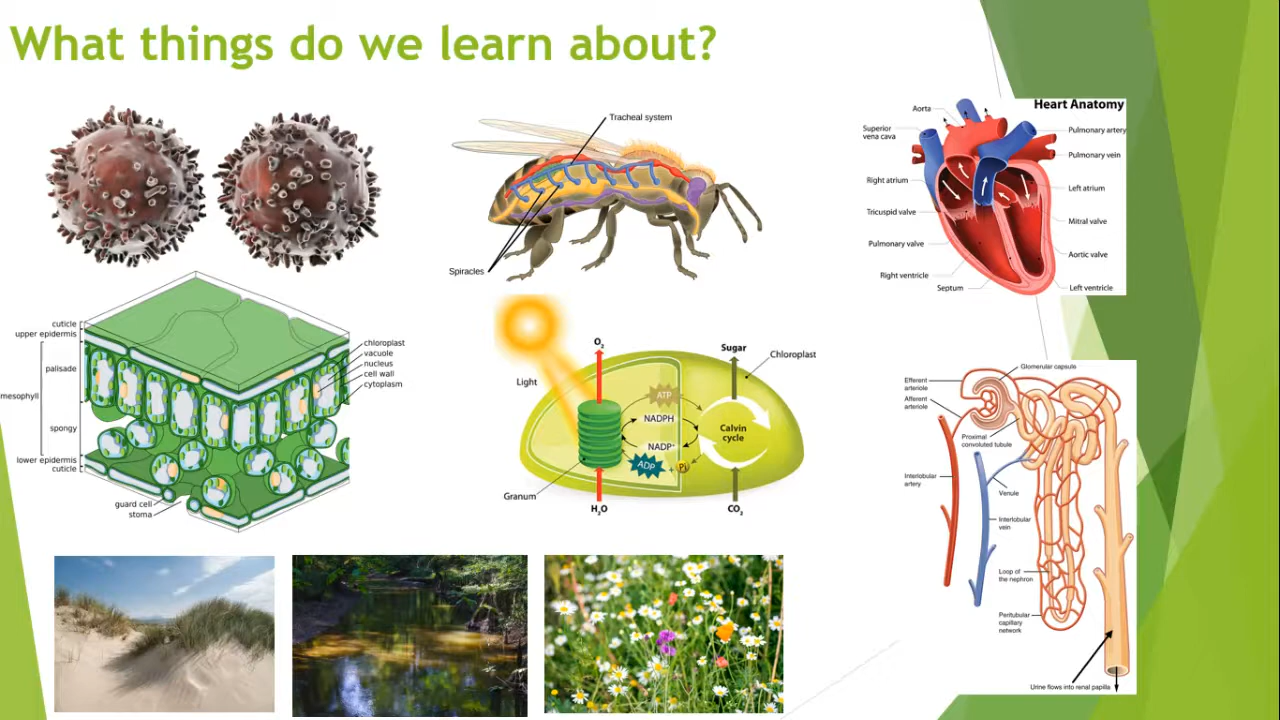 What things do we learn about?
Tracheal system
Spiracles
Heart Anatomy
Aorta
Superior
vena cava
Right atrium
Tricuspid valve
Pulmonary valve
Right ventricle
Septum
Pulmonary artery
Pulmonary vein
Left atrium
Mitral valve
Aortic valve
Left ventricle
cuticle
upper epidermis
palisade
mesophyll
spongy
lower epidermis
cuticle
guard cell
stoma
chloroplast
vacuole
nucleus
cell wall
cytoplasm
Light
O₂
Sugar
Chloroplast
ATP
NADPH
NADP⁺
ADP + Pi
Calvin
cycle
Granum
H₂O
CO₂
Glomerular capsule
Efferent
arteriole
Afferent
arteriole
Proximal
convoluted tubule
Interlobular
artery
Venule
Interlobular
vein
Loop of
the nephron
Peritubular
capillary
network
Urine flows into renal papilla